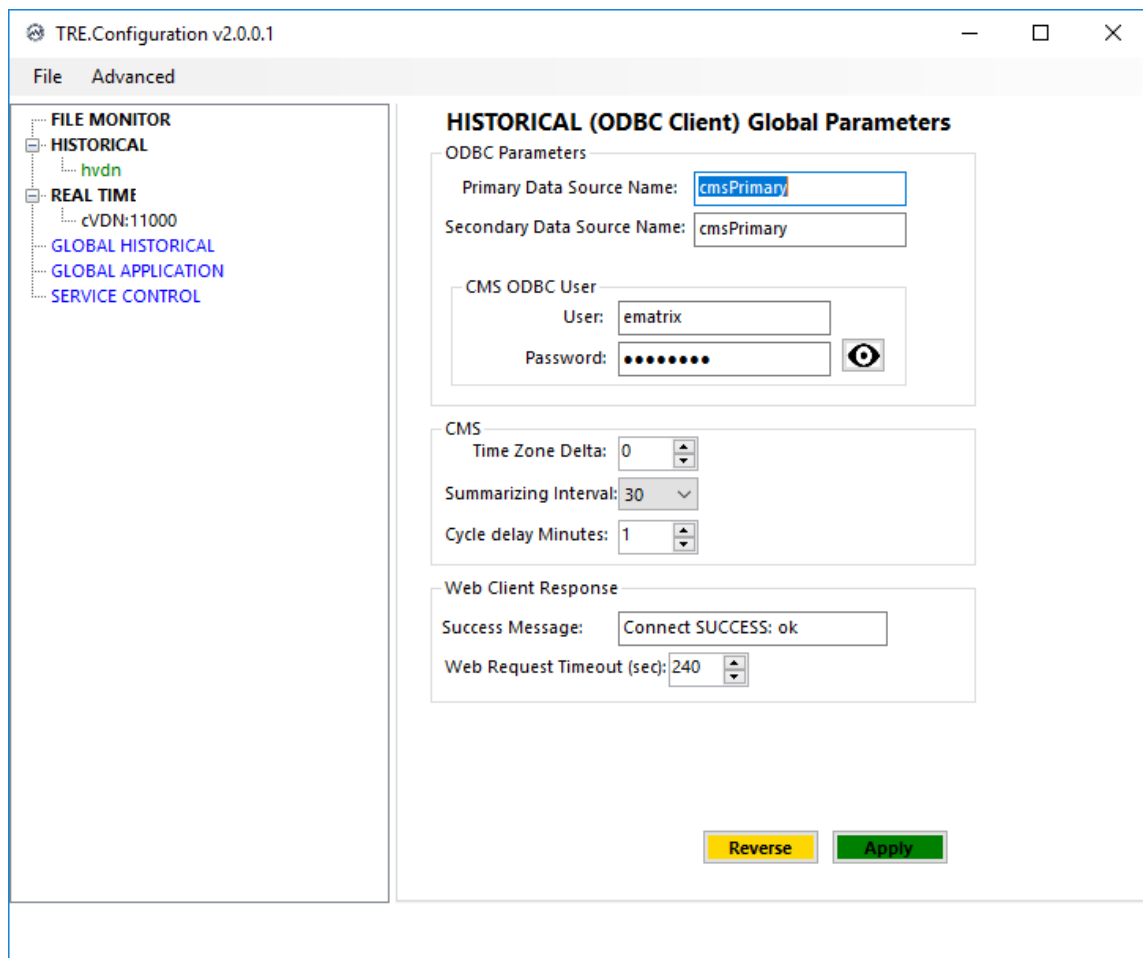 TRE.Configuration v2.0.0.1
File Advanced
FILE MONITOR
HISTORICAL
hvdn
REAL TIME
cVDN:11000
GLOBAL HISTORICAL
GLOBAL APPLICATION
SERVICE CONTROL
HISTORICAL (ODBC Client) Global Parameters
ODBC Parameters
Primary Data Source Name: cmsPrimary
Secondary Data Source Name: cmsPrimary
CMS ODBC User
User: ematrix
Password: ●●●●●●●●
CMS
Time Zone Delta: 0
Summarizing Interval: 30
Cycle delay Minutes: 1
Web Client Response
Success Message: Connect SUCCESS: ok
Web Request Timeout (sec): 240
Reverse Apply